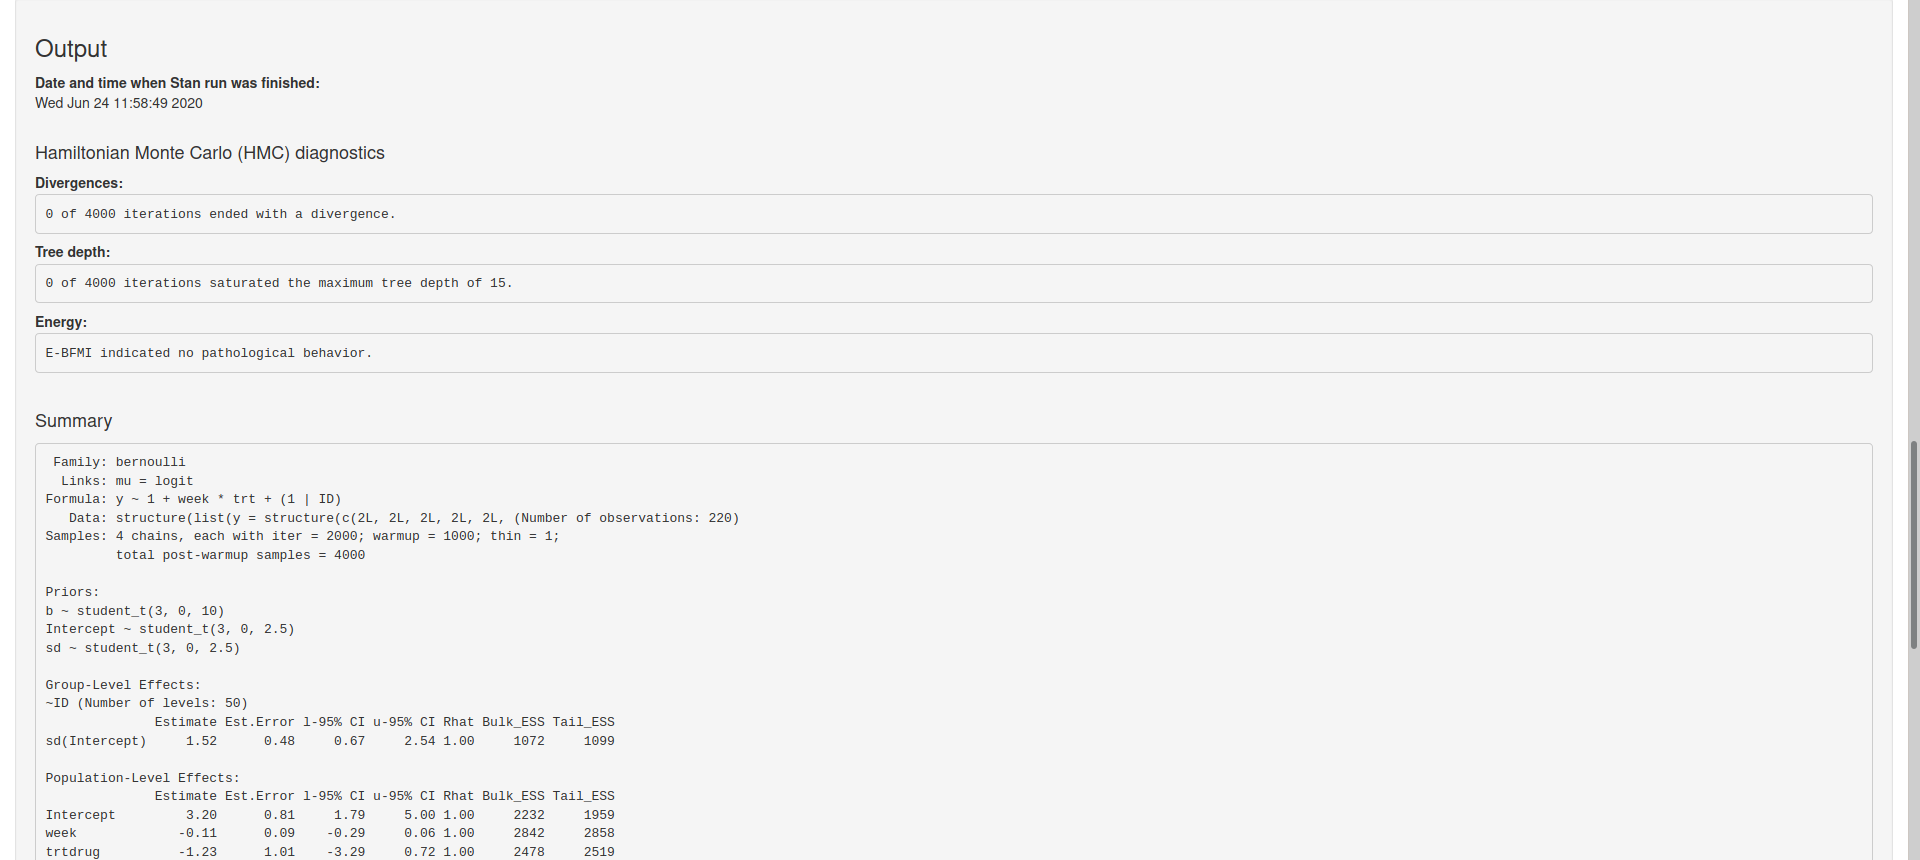 Output
Date and time when Stan run was finished:
Wed Jun 24 11:58:49 2020
Hamiltonian Monte Carlo (HMC) diagnostics
Divergences:
0 of 4000 iterations ended with a divergence.
Tree depth:
0 of 4000 iterations saturated the maximum tree depth of 15.
Energy:
E-BFMI indicated no pathological behavior.
Summary
Family: bernoulli
Links: mu = logit
Formula: y ~ 1 + week * trt + (1 | ID)
Data: structure(list(y = structure(c(2L, 2L, 2L, 2L, 2L, (Number of observations: 220)
Samples: 4 chains, each with iter = 2000; warmup = 1000; thin = 1;
total post-warmup samples = 4000
Priors:
b ~ student_t(3, 0, 10)
Intercept ~ student_t(3, 0, 2.5)
sd ~ student_t(3, 0, 2.5)
Group-Level Effects:
~ID (Number of levels: 50)
Estimate Est.Error l-95% CI u-95% CI Rhat Bulk_ESS Tail_ESS
sd(Intercept) 1.52 0.48 0.67 2.54 1.00 1072 1099
Population-Level Effects:
Estimate Est.Error l-95% CI u-95% CI Rhat Bulk_ESS Tail_ESS
Intercept 3.20 0.81 1.79 5.00 1.00 2232 1959
week -0.11 0.09 -0.29 0.06 1.00 2842 2858
trtdrug -1.23 1.01 -3.29 0.72 1.00 2478 2519